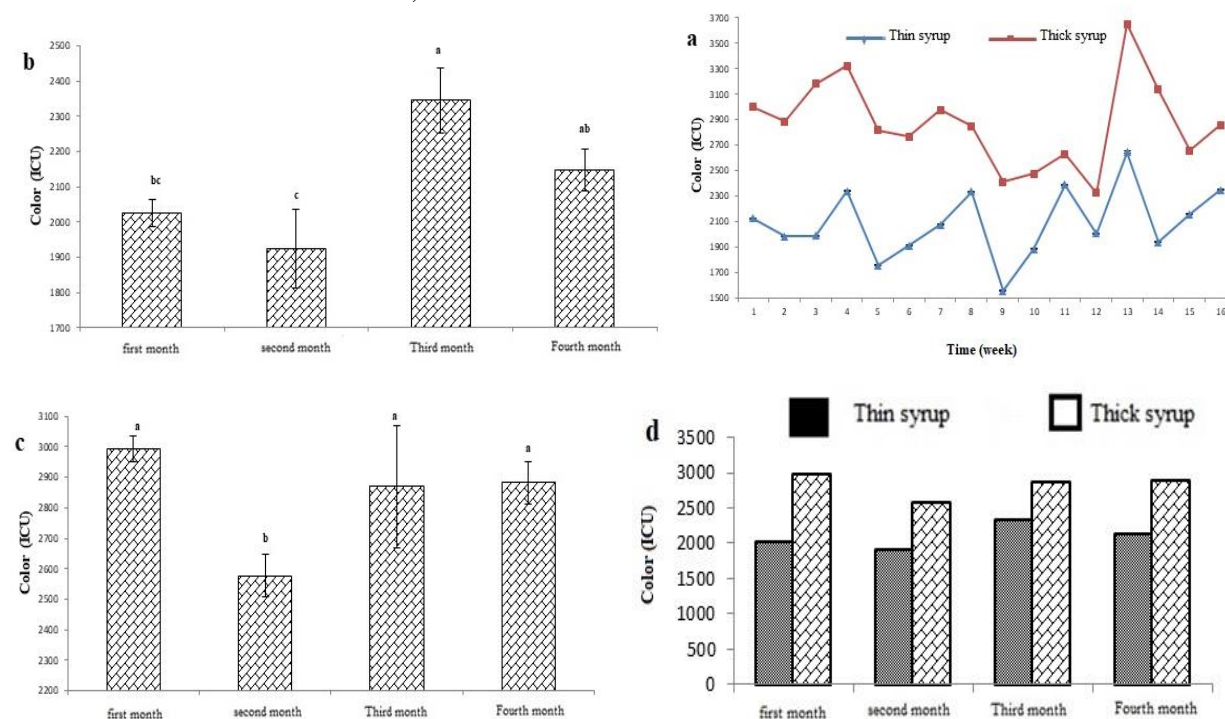 b
Color (ICU)
2500
2400
2300
2200
2100
2000
1900
1800
1700
bc
c
a
ab
first month second month Third month Fourth month
a
Thin syrup Thick syrup
Color (ICU)
3700
3500
3300
3100
2900
2700
2500
2300
2100
1900
1700
1500
1 2 3 4 5 6 7 8 9 10 11 12 13 14 15 16
Time (week)
c
Color (ICU)
3100
3000
2900
2800
2700
2600
2500
2400
2300
2200
a
b
a
a
first month second month Third month Fourth month
d
Thin syrup Thick syrup
Color (ICU)
3500
3000
2500
2000
1500
1000
500
0
first month second month Third month Fourth month